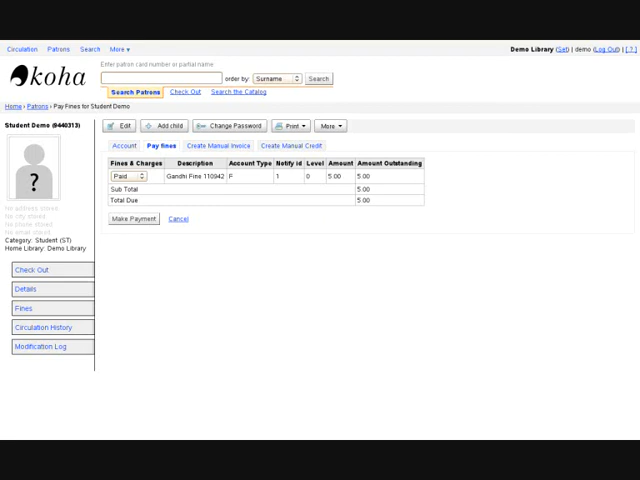 Circulation Patrons Search More ▾ Demo Library (Set) | demo (Log Out) | [ ? ]
koha
Enter patron card number or partial name
order by: Surname Search
Search Patrons Check Out Search the Catalog
Home › Patrons › Pay Fines for Student Demo
Student Demo (9440313)
?
No address stored.
No city stored.
No phone stored.
No email stored.
Category: Student (ST)
Home Library: Demo Library
Check Out
Details
Fines
Circulation History
Modification Log
Edit Add child Change Password Print ▾ More ▾
Account Pay fines Create Manual Invoice Create Manual Credit
Fines & Charges Description Account Type Notify id Level Amount Amount Outstanding
Paid Gandhi Fine 110942 F 1 0 5.00 5.00
Sub Total 5.00
Total Due 5.00
Make Payment Cancel